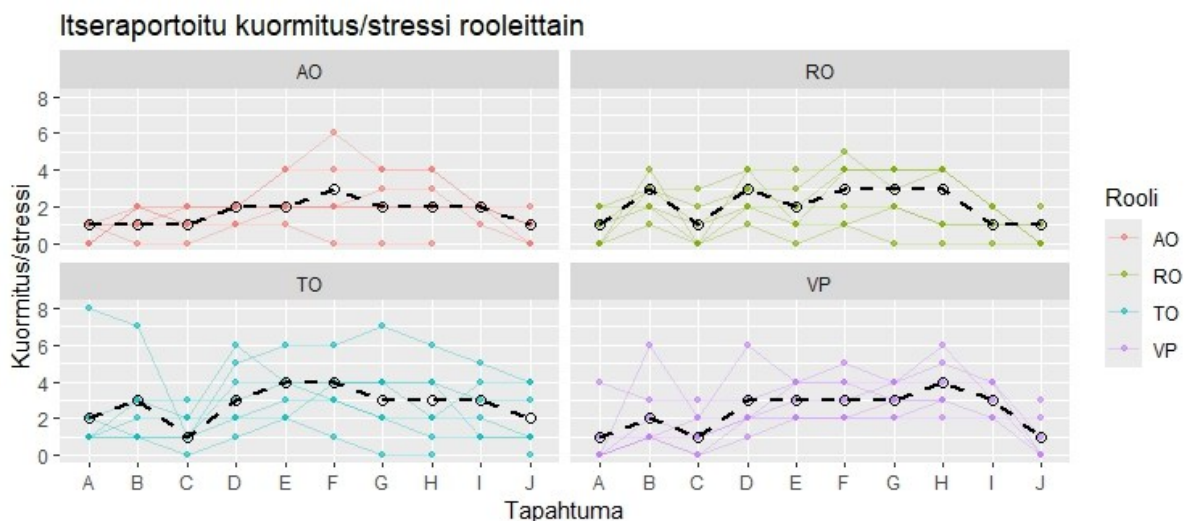 Itseraportoitu kuormitus/stressi rooleittain
AO
RO
8
6
4
2
0
TO
VP
8
6
4
2
0
Kuormitus/stressi
A B C D E F G H I J
A B C D E F G H I J
Tapahtuma
Rooli
AO
RO
TO
VP